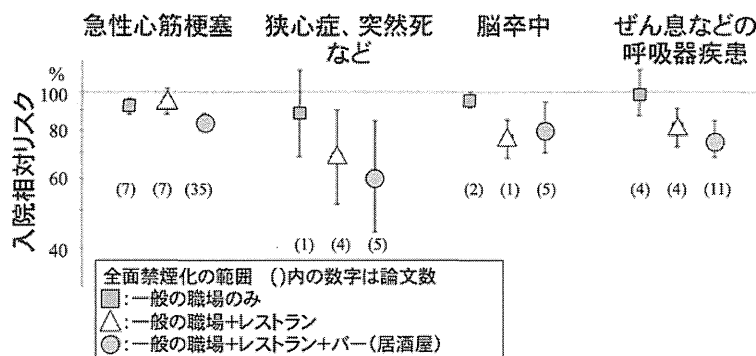 急性心筋梗塞
狭心症、突然死
など
脳卒中
ぜん息などの
呼吸器疾患
%
入院相対リスク
100
80
60
40
(7) (7) (35)
(1) (4) (5)
(2) (1) (5)
(4) (4) (11)
全面禁煙化の範囲 ()内の数字は論文数
:一般の職場のみ
:一般の職場+レストラン
:一般の職場+レストラン+バー(居酒屋)